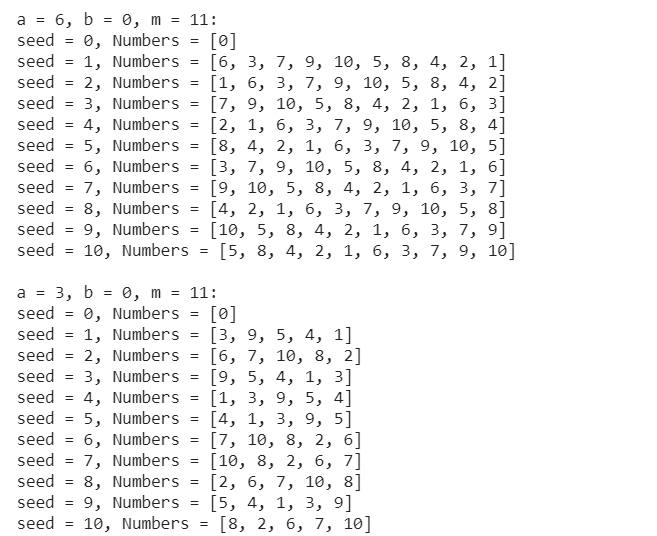 a = 6, b = 0, m = 11:
seed = 0, Numbers = [0]
seed = 1, Numbers = [6, 3, 7, 9, 10, 5, 8, 4, 2, 1]
seed = 2, Numbers = [1, 6, 3, 7, 9, 10, 5, 8, 4, 2]
seed = 3, Numbers = [7, 9, 10, 5, 8, 4, 2, 1, 6, 3]
seed = 4, Numbers = [2, 1, 6, 3, 7, 9, 10, 5, 8, 4]
seed = 5, Numbers = [8, 4, 2, 1, 6, 3, 7, 9, 10, 5]
seed = 6, Numbers = [3, 7, 9, 10, 5, 8, 4, 2, 1, 6]
seed = 7, Numbers = [9, 10, 5, 8, 4, 2, 1, 6, 3, 7]
seed = 8, Numbers = [4, 2, 1, 6, 3, 7, 9, 10, 5, 8]
seed = 9, Numbers = [10, 5, 8, 4, 2, 1, 6, 3, 7, 9]
seed = 10, Numbers = [5, 8, 4, 2, 1, 6, 3, 7, 9, 10]

a = 3, b = 0, m = 11:
seed = 0, Numbers = [0]
seed = 1, Numbers = [3, 9, 5, 4, 1]
seed = 2, Numbers = [6, 7, 10, 8, 2]
seed = 3, Numbers = [9, 5, 4, 1, 3]
seed = 4, Numbers = [1, 3, 9, 5, 4]
seed = 5, Numbers = [4, 1, 3, 9, 5]
seed = 6, Numbers = [7, 10, 8, 2, 6]
seed = 7, Numbers = [10, 8, 2, 6, 7]
seed = 8, Numbers = [2, 6, 7, 10, 8]
seed = 9, Numbers = [5, 4, 1, 3, 9]
seed = 10, Numbers = [8, 2, 6, 7, 10]